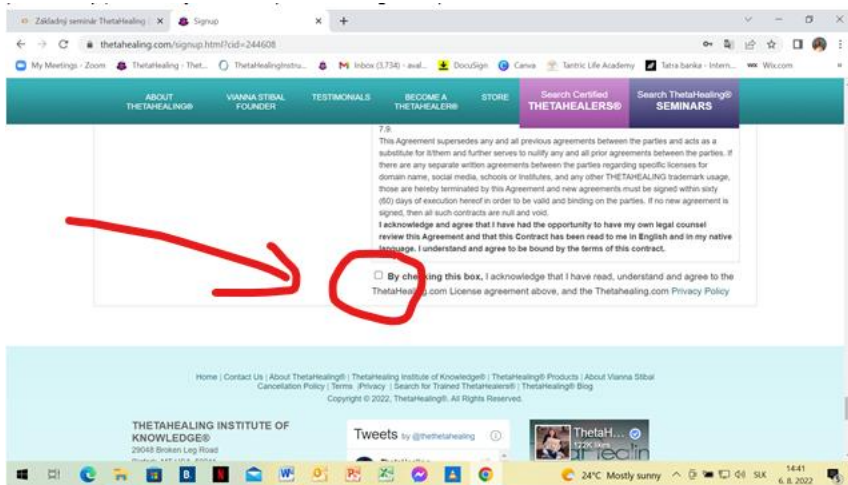 Základný seminár ThetaHealing
Signup
thetahealing.com/signup.html?cid=244608
My Meetings - Zoom
ThetaHealing - Thet...
ThetaHealingInstru...
Inbox (3,734) - aval...
DocuSign
Canva
Tantric Life Academy
Tatra banka - Intern...
Wix.com
ABOUT
THETAHEALING®
VIANNA STIBAL
FOUNDER
TESTIMONIALS
BECOME A
THETAHEALER®
STORE
Search Certified
THETAHEALERS®
Search ThetaHealing®
SEMINARS
7.9.
This Agreement supersedes any and all previous agreements between the parties and acts as a
substitute for it/them and further serves to nullify any and all prior agreements between the parties. If
there are any separate written agreements between the parties regarding specific licenses for
domain name, social media, schools or Institutes, and any other THETAHEALING trademark usage,
those are hereby terminated by this Agreement and new agreements must be signed within sixty
(60) days of execution hereof in order to be valid and binding on the parties. If no new agreement is
signed, then all such contracts are null and void.
I acknowledge and agree that I have had the opportunity to have my own legal counsel
review this Agreement and that this Contract has been read to me in English and in my native
language. I understand and agree to be bound by the terms of this contract.
By checking this box, I acknowledge that I have read, understand and agree to the
ThetaHealing.com License agreement above, and the Thetahealing.com Privacy Policy
Home | Contact Us | About ThetaHealing® | ThetaHealing Institute of Knowledge® | ThetaHealing® Products | About Vianna Stibal
Cancellation Policy | Terms | Privacy | Search for Trained ThetaHealers® | ThetaHealing® Blog
Copyright © 2022, ThetaHealing®. All Rights Reserved.
THETAHEALING INSTITUTE OF
KNOWLEDGE®
29048 Broken Leg Road
Tweets by @thethetahealing
ThetaH...
122K likes
24°C Mostly sunny
SLK
14:41
6. 8. 2022